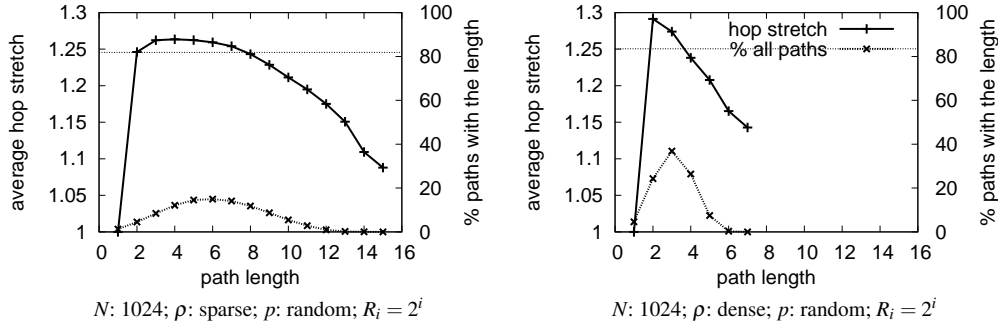 1.3
1.25
1.2
1.15
1.1
1.05
1
0 2 4 6 8 10 12 14 16
100
80
60
40
20
0
average hop stretch
% paths with the length
path length
N: 1024; ρ: sparse; p: random; R_i = 2^i
1.3
1.25
1.2
1.15
1.1
1.05
1
0 2 4 6 8 10 12 14 16
100
80
60
40
20
0
average hop stretch
% paths with the length
path length
hop stretch
% all paths
N: 1024; ρ: dense; p: random; R_i = 2^i